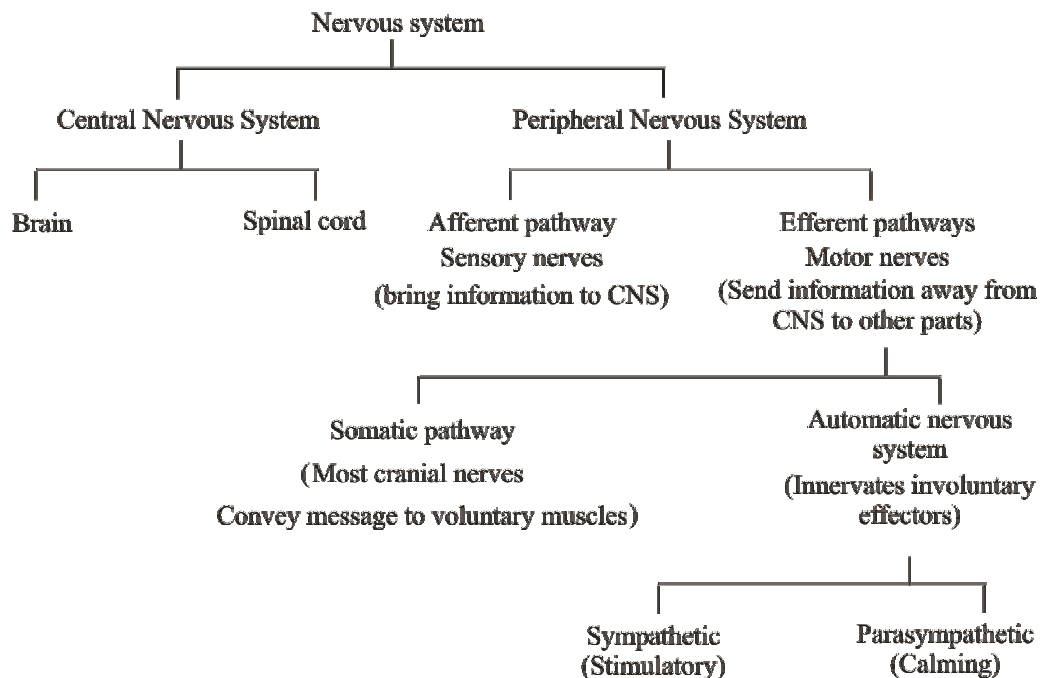 Nervous system
Central Nervous System
Peripheral Nervous System
Brain
Spinal cord
Afferent pathway
Sensory nerves
(bring information to CNS)
Efferent pathways
Motor nerves
(Send information away from
CNS to other parts)
Somatic pathway
(Most cranial nerves
Convey message to voluntary muscles)
Automatic nervous
system
(Innervates involuntary
effectors)
Sympathetic
(Stimulatory)
Parasympathetic
(Calming)